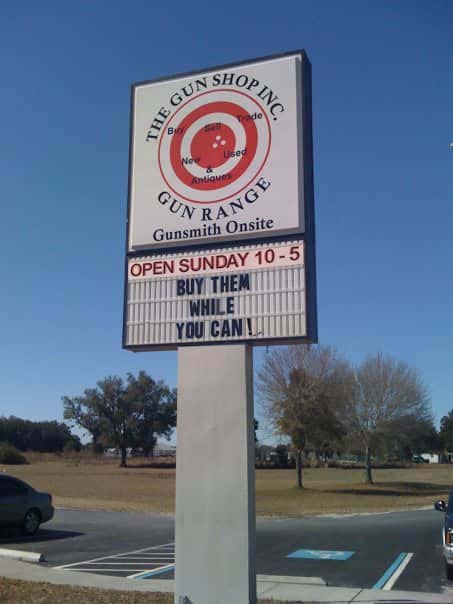 THE GUN SHOP INC.
Buy Sell Trade
New Used
&
Antiques
GUN RANGE
Gunsmith Onsite
OPEN SUNDAY 10 - 5
BUY THEM
WHILE
YOU CAN!